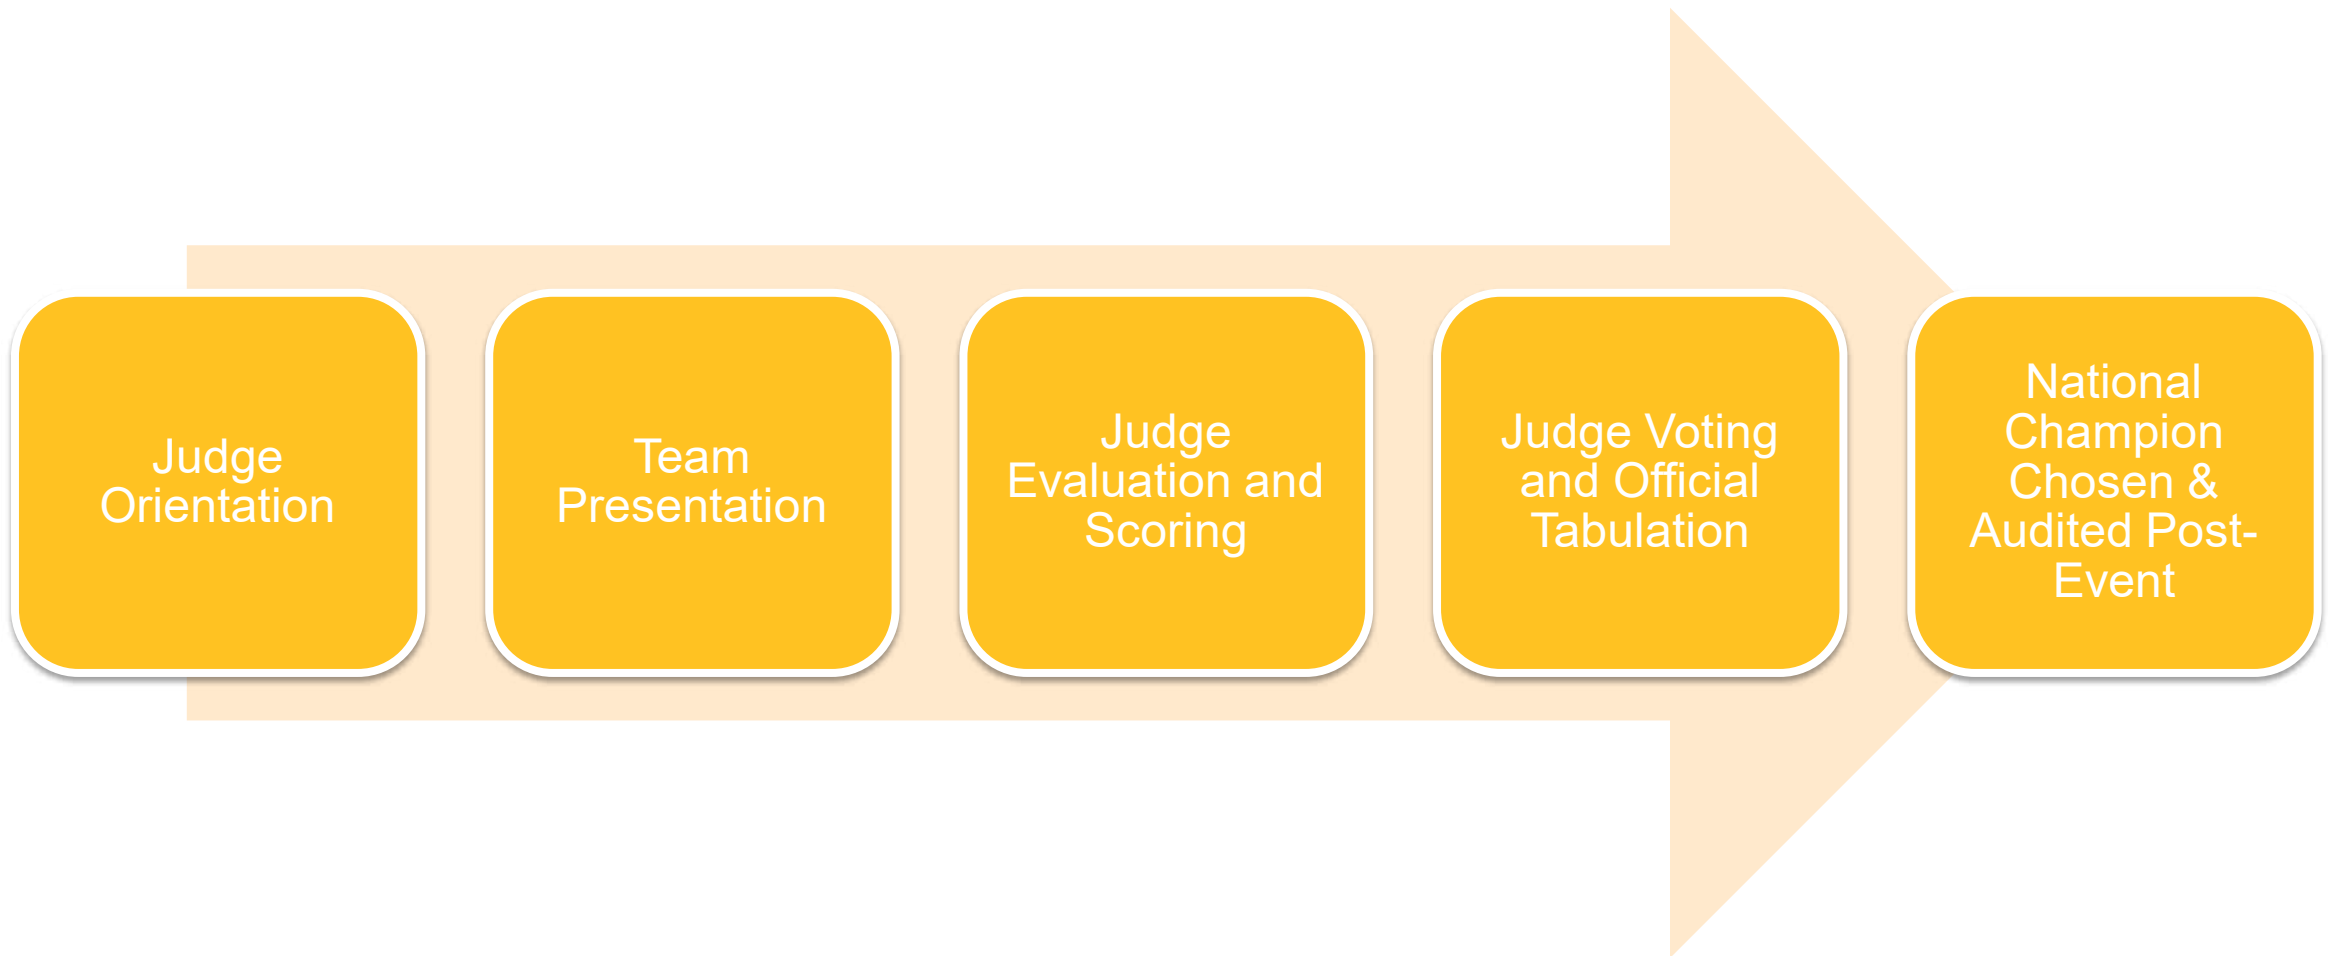 Judge
Orientation
Team
Presentation
Judge
Evaluation and
Scoring
Judge Voting
and Official
Tabulation
National
Champion
Chosen &
Audited Post-
Event